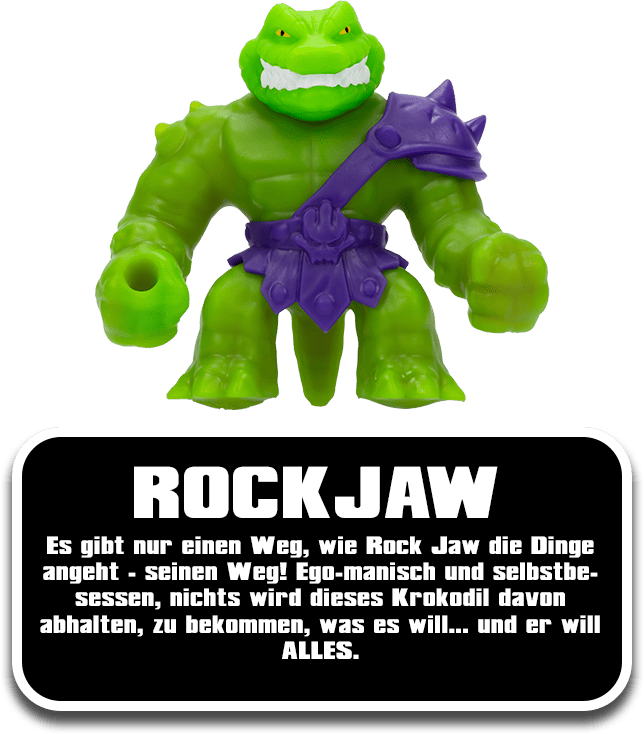 ROCKJAW
Es gibt nur einen Weg, wie Rock Jaw die Dinge
angeht - seinen Weg! Ego-manisch und selbstbe-
sessen, nichts wird dieses Krokodil davon
abhalten, zu bekommen, was es will... und er will
ALLES.